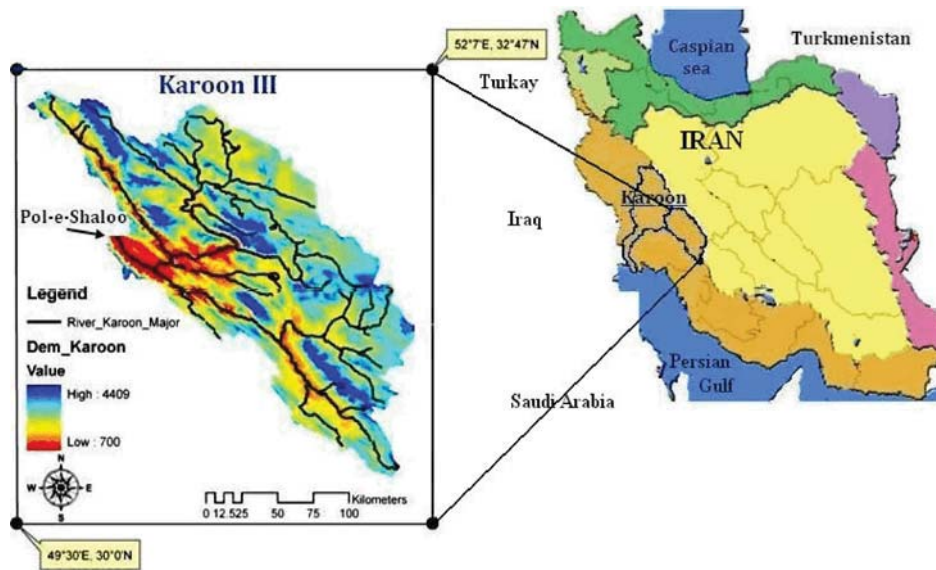 52°7'E, 32°47'N
Karoon III
Pol-e-Shaloo
Legend
River_Karoon_Major
Dem_Karoon
Value
High : 4409
Low : 700
N
W E
S
Kilometers
0 12.525 50 75 100
49°30'E, 30°0'N
Caspian
sea
Turkmenistan
Turkay
IRAN
Karoon
Iraq
Persian
Gulf
Saudi Arabia